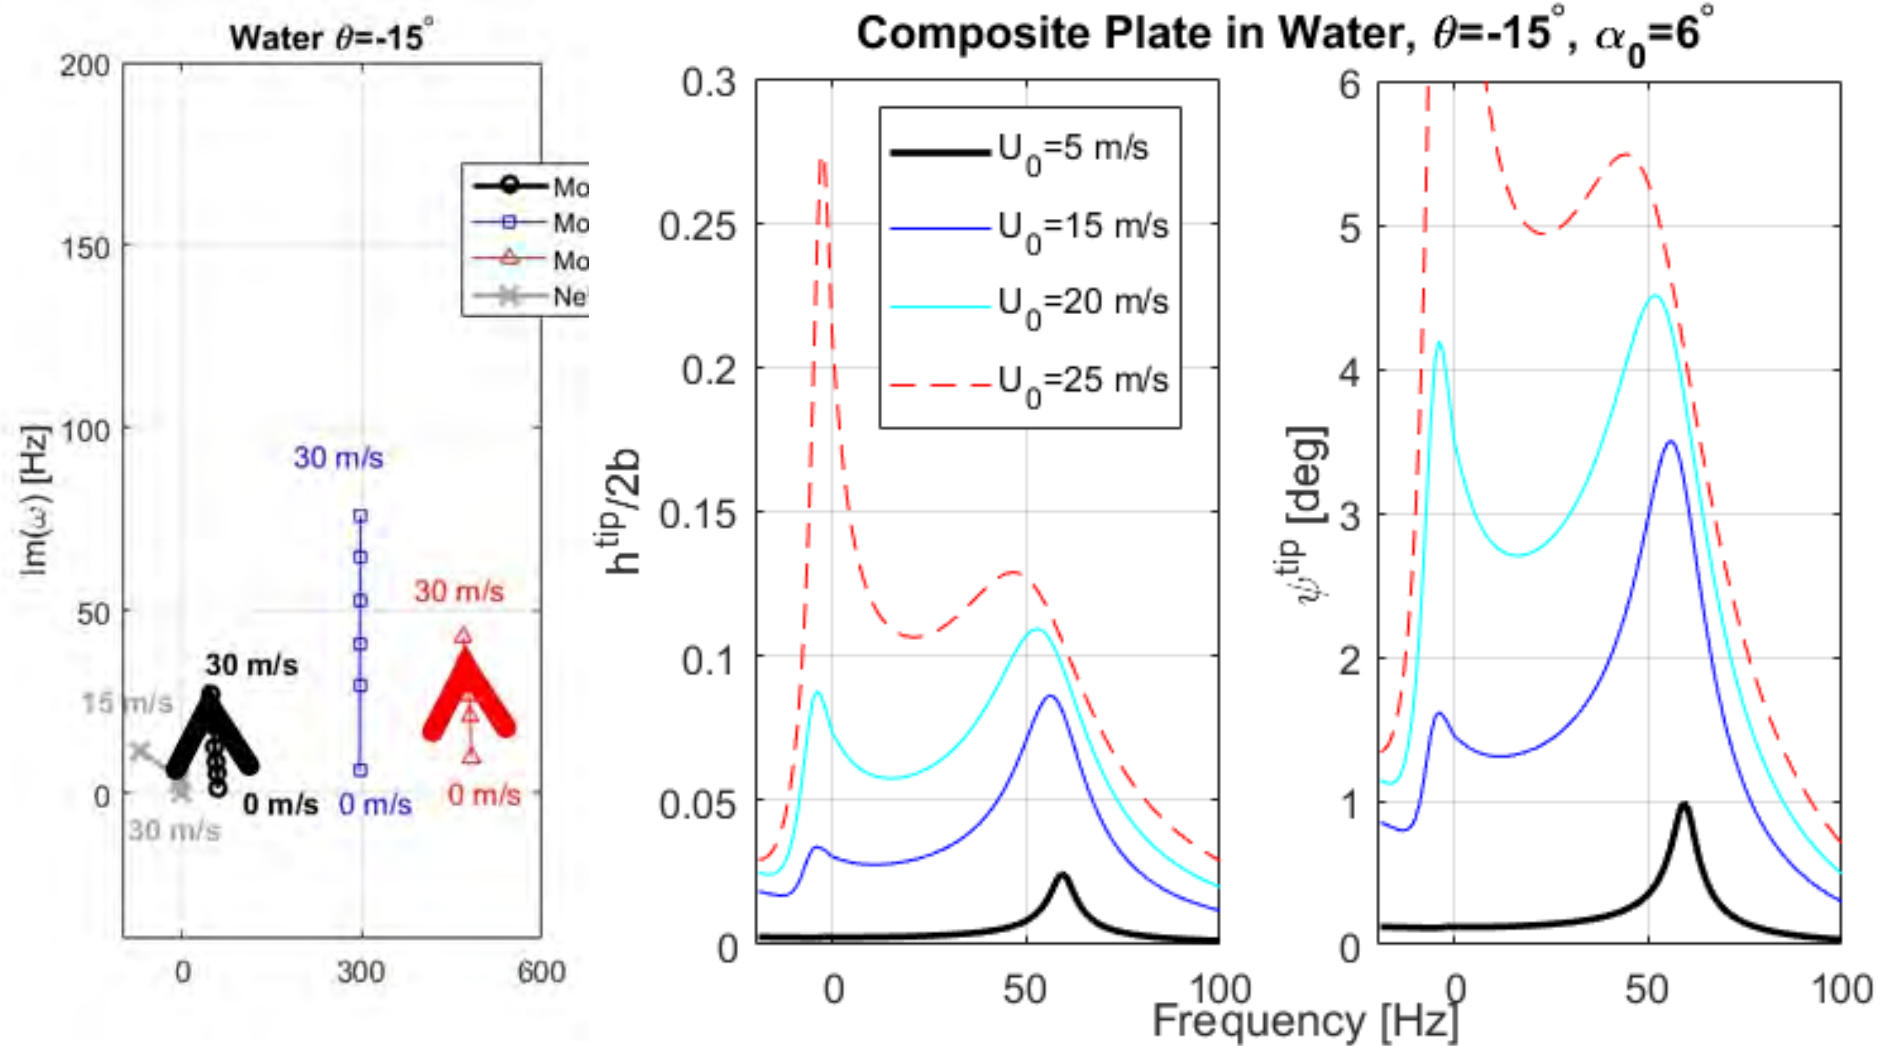 Water θ=-15°
200
150
100
50
0
Im(ω) [Hz]
Mo
Mo
Mo
Ne
30 m/s
30 m/s
30 m/s
15 m/s
0 m/s
0 m/s
0 m/s
30 m/s
0
300
600
Composite Plate in Water, θ=-15°, α0=6°
0.3
0.25
0.2
0.15
0.1
0.05
0
h^tip/2b
U0=5 m/s
U0=15 m/s
U0=20 m/s
U0=25 m/s
0
50
100
6
5
4
3
2
1
0
ψ^tip [deg]
0
50
100
Frequency [Hz]